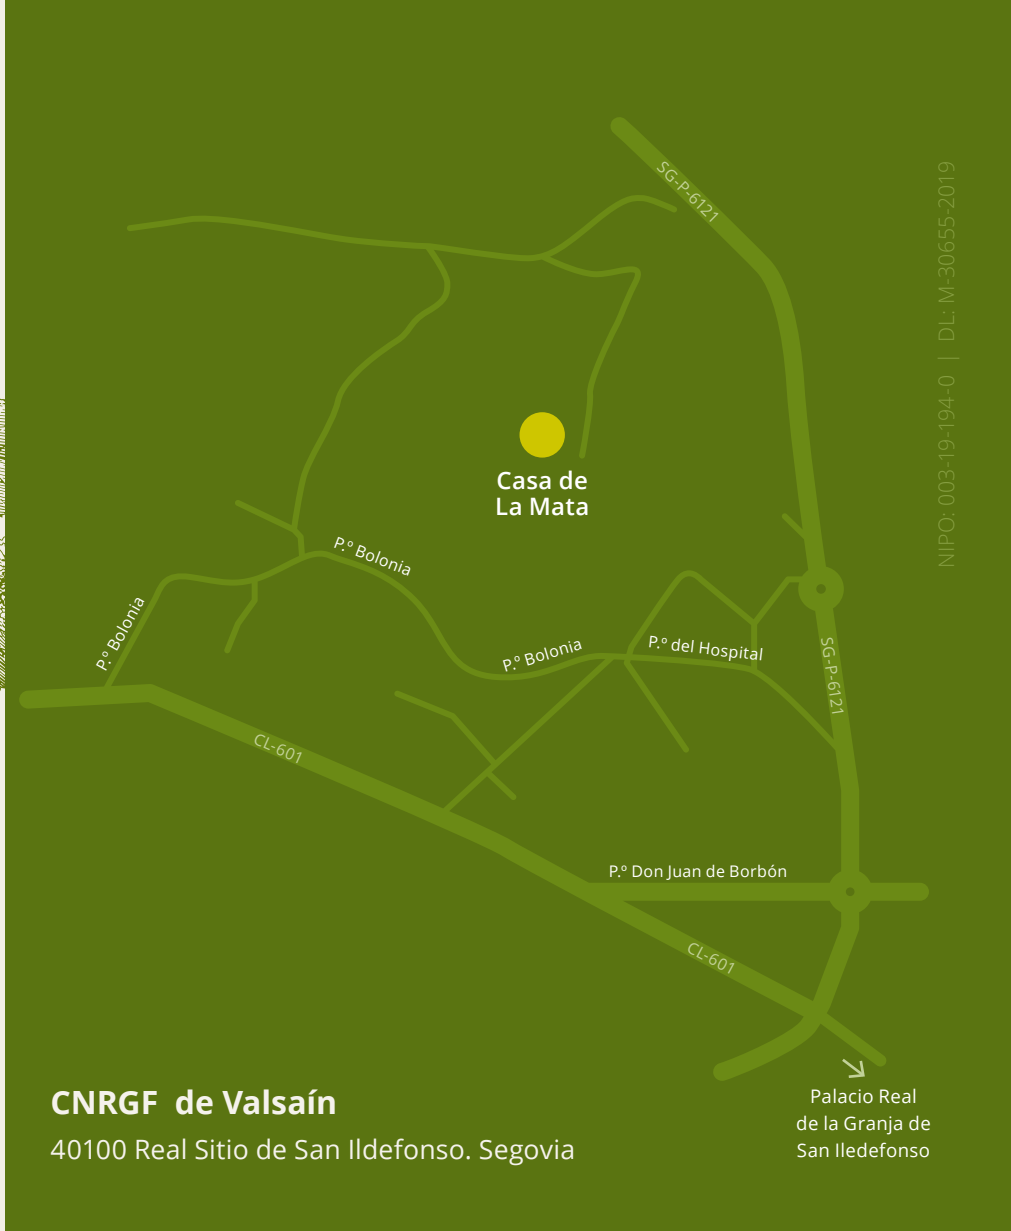 SG-P-6121
NIPO: 003-19-194-0 | DL: M-30655-2019
Casa de
La Mata
P.º Bolonia
P.º Bolonia
P.º Bolonia
P.º del Hospital
SG-P-6121
CL-601
P.º Don Juan de Borbón
CL-601
CNRGF de Valsaín
40100 Real Sitio de San Ildefonso. Segovia
Palacio Real
de la Granja de
San Iledefonso